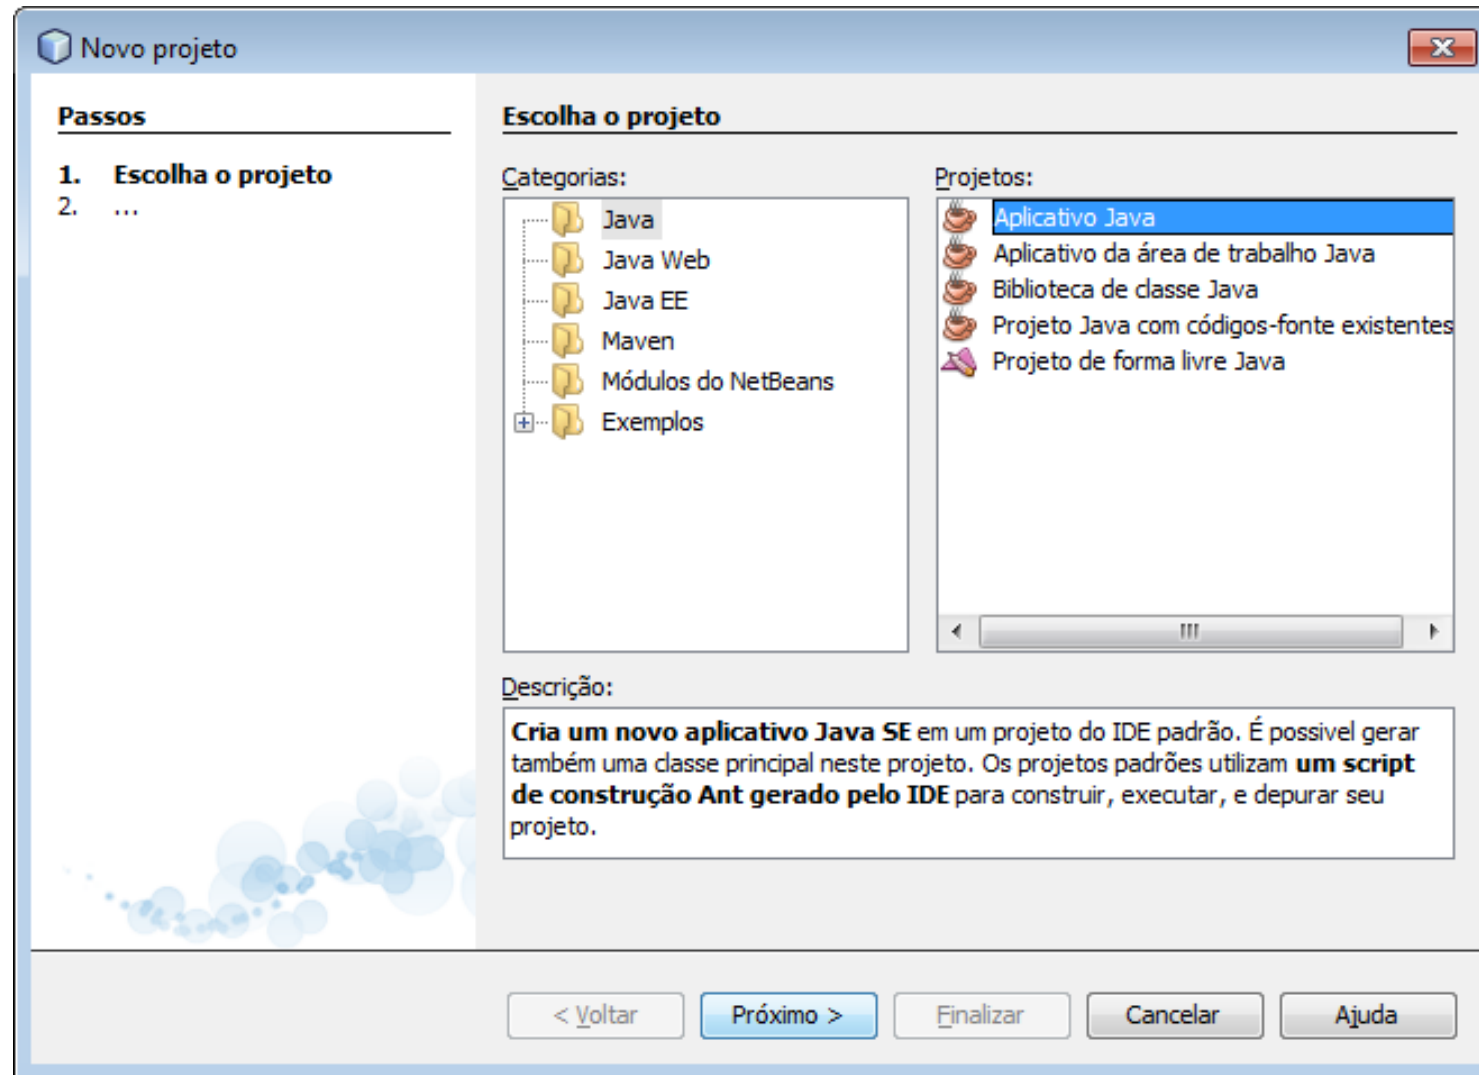 Novo projeto
Passos
1. Escolha o projeto
2. ...
Escolha o projeto
Categorias:
Java
Java Web
Java EE
Maven
Módulos do NetBeans
Exemplos
Projetos:
Aplicativo Java
Aplicativo da área de trabalho Java
Biblioteca de classe Java
Projeto Java com códigos-fonte existentes
Projeto de forma livre Java
Descrição:
Cria um novo aplicativo Java SE em um projeto do IDE padrão. É possivel gerar
também uma classe principal neste projeto. Os projetos padrões utilizam um script
de construção Ant gerado pelo IDE para construir, executar, e depurar seu
projeto.
< Voltar
Próximo >
Finalizar
Cancelar
Ajuda